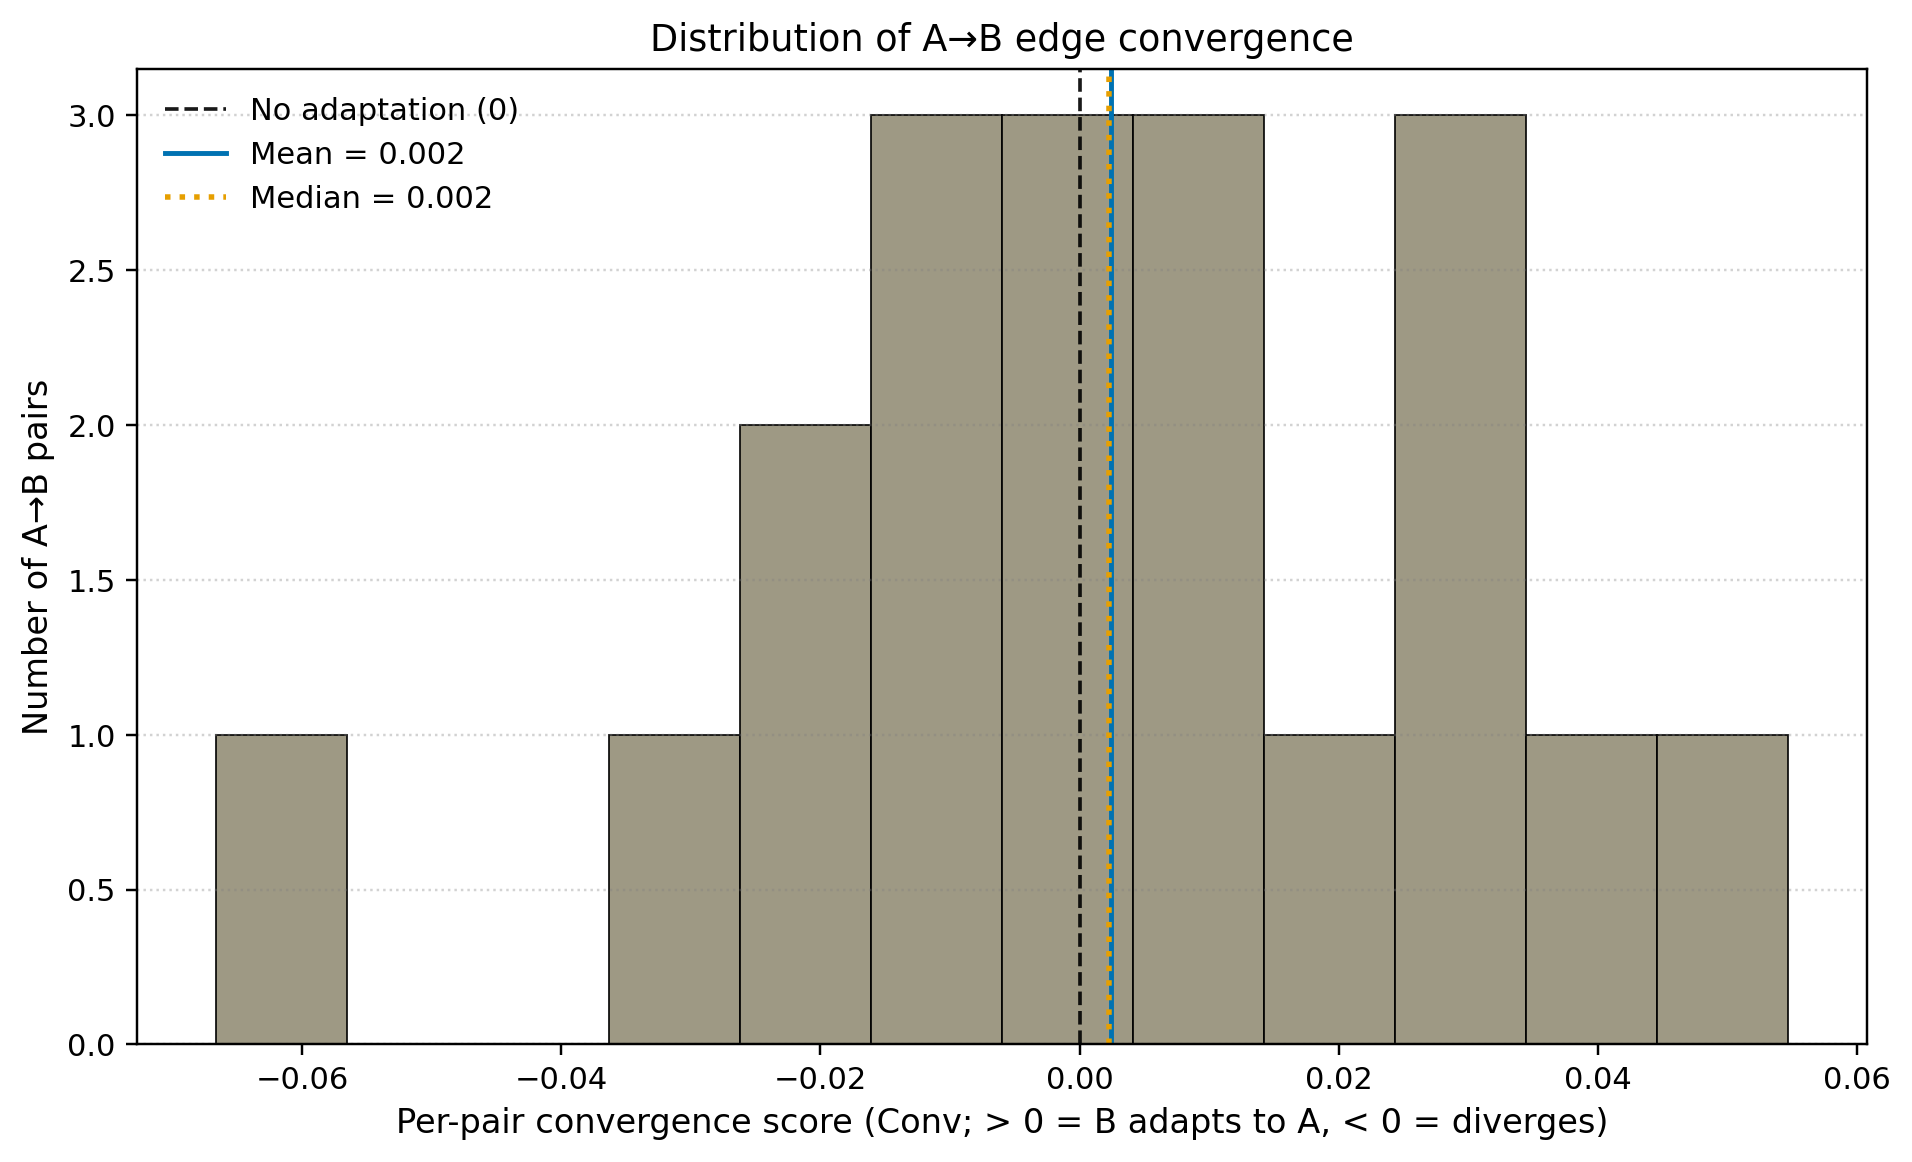 Distribution of A→B edge convergence
No adaptation (0)
Mean = 0.002
Median = 0.002
Number of A→B pairs
3.0
2.5
2.0
1.5
1.0
0.5
0.0
−0.06
−0.04
−0.02
0.00
0.02
0.04
0.06
Per-pair convergence score (Conv; > 0 = B adapts to A, < 0 = diverges)